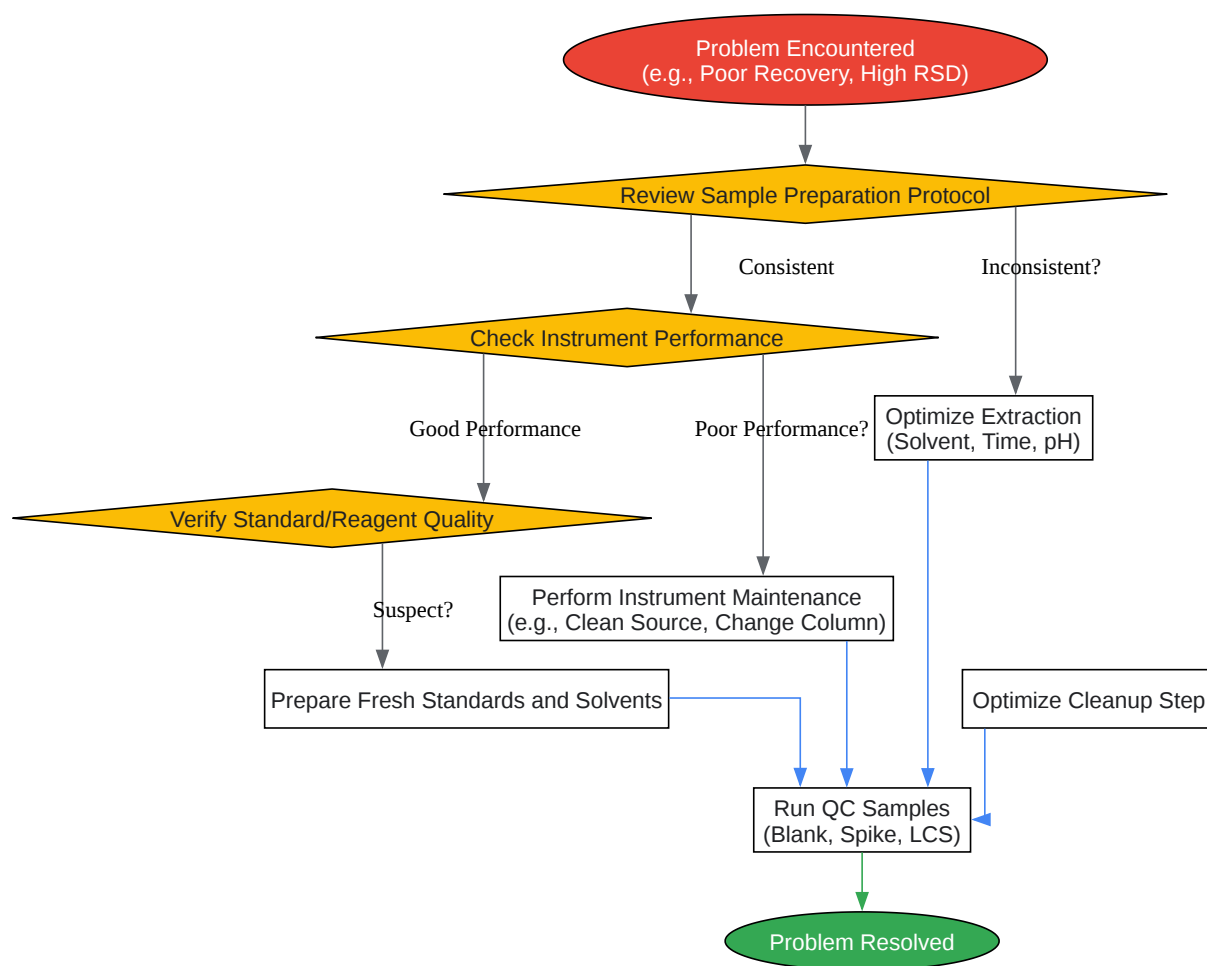 Problem Encountered
(e.g., Poor Recovery, High RSD)
Review Sample Preparation Protocol
Consistent
Inconsistent?
Check Instrument Performance
Optimize Extraction
(Solvent, Time, pH)
Good Performance
Poor Performance?
Verify Standard/Reagent Quality
Perform Instrument Maintenance
(e.g., Clean Source, Change Column)
Suspect?
Prepare Fresh Standards and Solvents
Optimize Cleanup Step
Run QC Samples
(Blank, Spike, LCS)
Problem Resolved